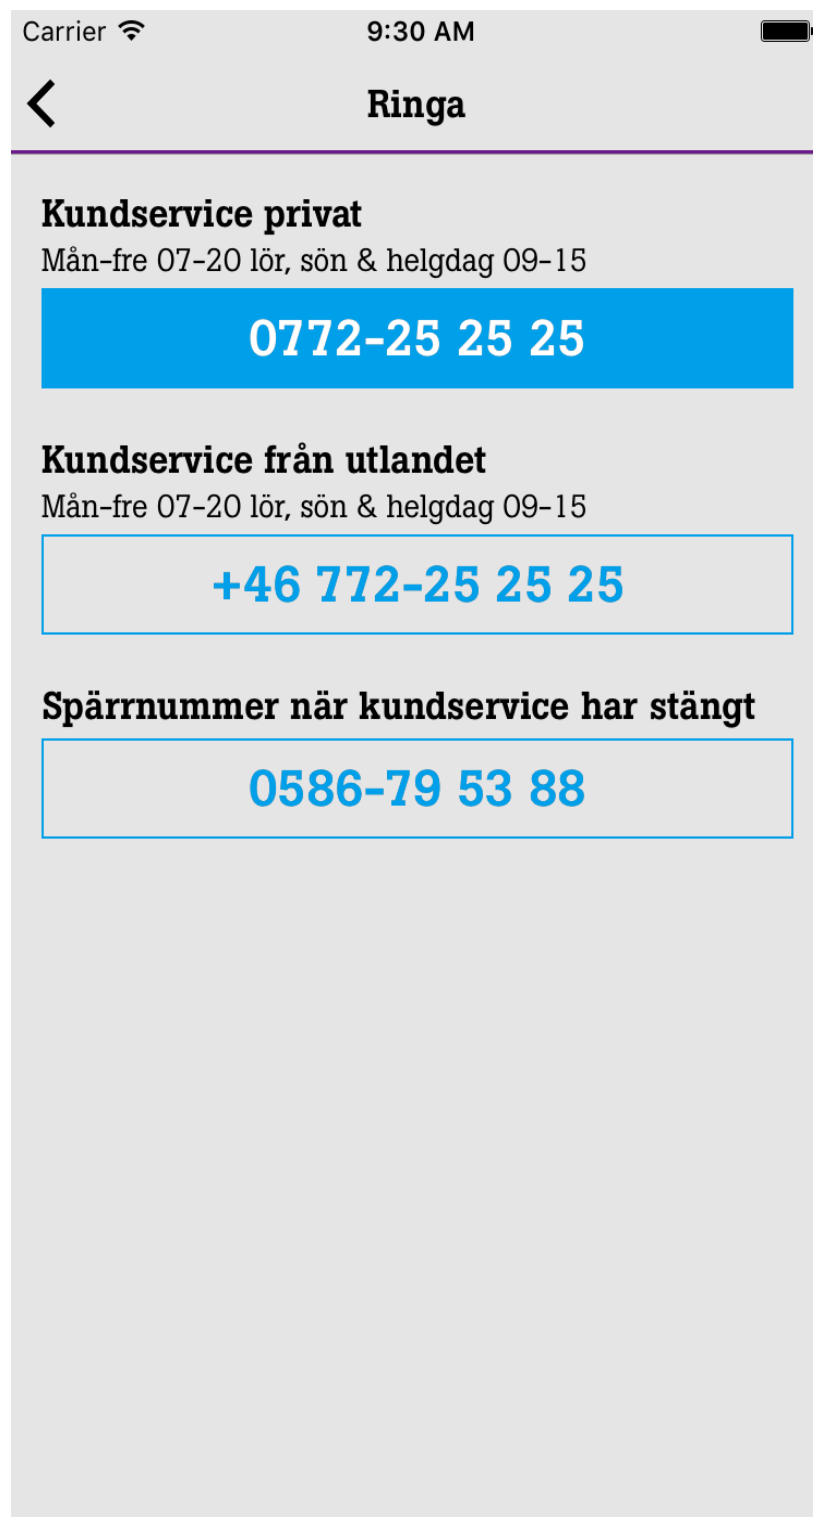 Carrier
9:30 AM
Ringa
Kundservice privat
Mån-fre 07-20 lör, sön & helgdag 09-15
0772-25 25 25
Kundservice från utlandet
Mån-fre 07-20 lör, sön & helgdag 09-15
+46 772-25 25 25
Spärrnummer när kundservice har stängt
0586-79 53 88